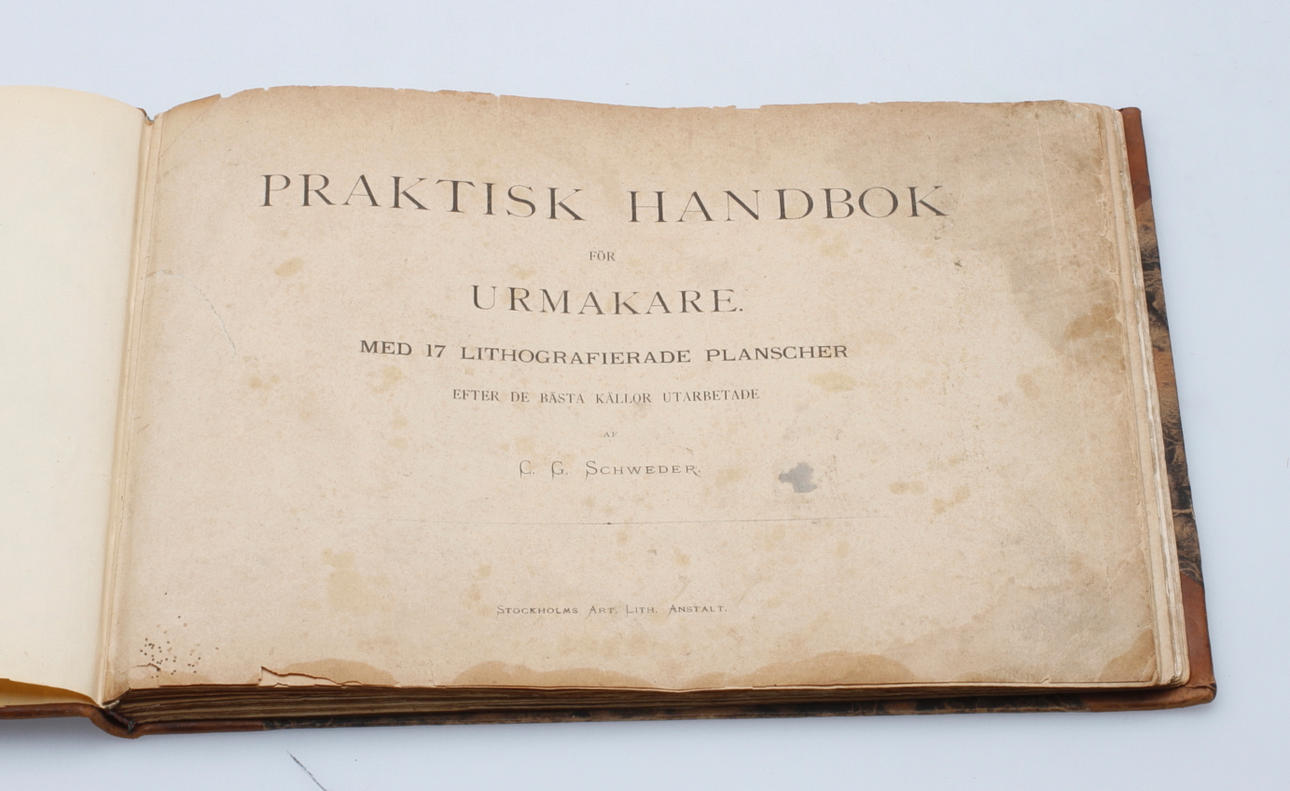 PRAKTISK HANDBOK
FÖR
URMAKARE.
MED 17 LITHOGRAFIERADE PLANSCHER
EFTER DE BÄSTA KÄLLOR UTARBETADE
AF
C. G. SCHWEDER.
STOCKHOLMS ART. LITH. ANSTALT.